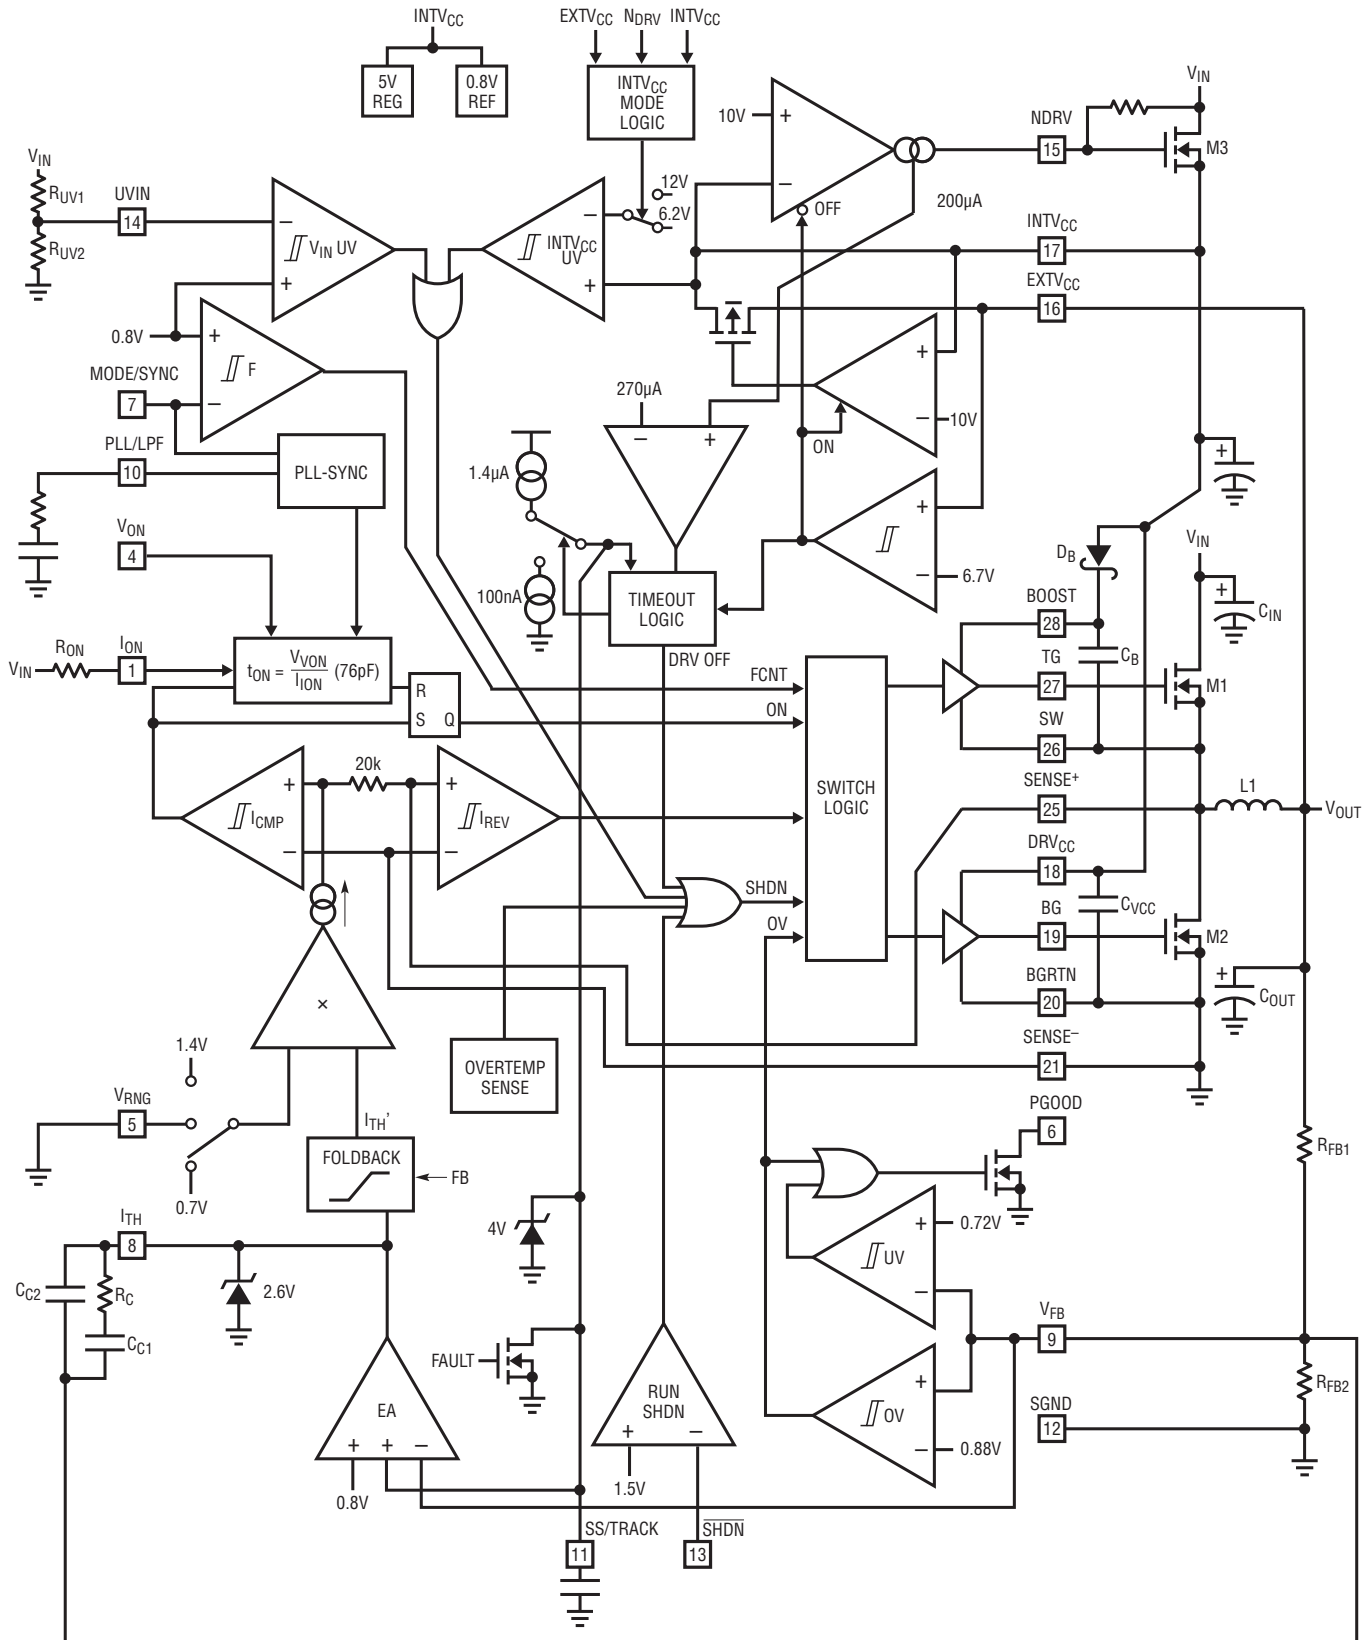 INTVCC
5V
REG
0.8V
REF
EXTVCC NDRV INTVCC
INTVCC
MODE
LOGIC
12V
6.2V
10V
+
−
OFF
200µA
NDRV
15
VIN
M3
INTVCC
17
EXTVCC
16
VIN
RUV1
UVIN
14
RUV2
−
VIN UV
+
−
INTVCC
UV
+
0.8V
+
F
−
MODE/SYNC
7
PLL/LPF
10
PLL-SYNC
VON
4
270µA
−
+
1.4µA
100nA
TIMEOUT
LOGIC
DRV OFF
+
−
10V
ON
+
−
6.7V
+
DB
VIN
+
CIN
BOOST
28
CB
TG
27
M1
SW
26
SENSE+
25
L1
VOUT
DRVCC
18
CVCC
BG
19
M2
BGRTN
20
+
COUT
SENSE−
21
VIN
RON
ION
1
tON = VVON
ION
(76pF)
R
S Q
FCNT
ON
SWITCH
LOGIC
SHDN
OV
20k
+
ICMP
−
+
IREV
−
×
OVERTEMP
SENSE
1.4V
VRNG
5
0.7V
ITH'
FOLDBACK
FB
ITH
8
CC2
RC
CC1
2.6V
4V
FAULT
EA
+ + −
0.8V
RUN
SHDN
+ −
1.5V
SS/TRACK
11
SHDN
13
PGOOD
6
+
0.72V
UV
−
+
OV
−
0.88V
VFB
9
RFB1
RFB2
SGND
12